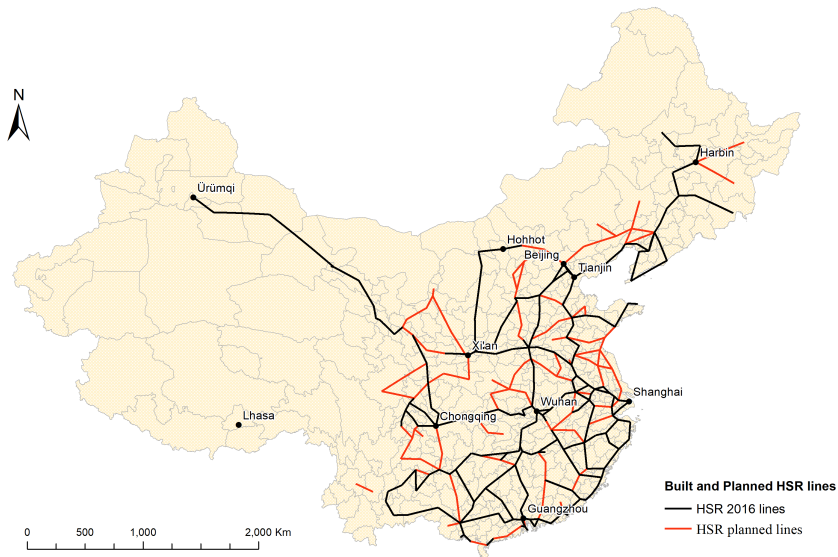 N
Harbin
Ürümqi
Hohhot
Beijing
Tianjin
Xi'an
Shanghai
Wuhan
Lhasa
Chongqing
Built and Planned HSR lines
Guangzhou
HSR 2016 lines
HSR planned lines
0 500 1,000 2,000 Km